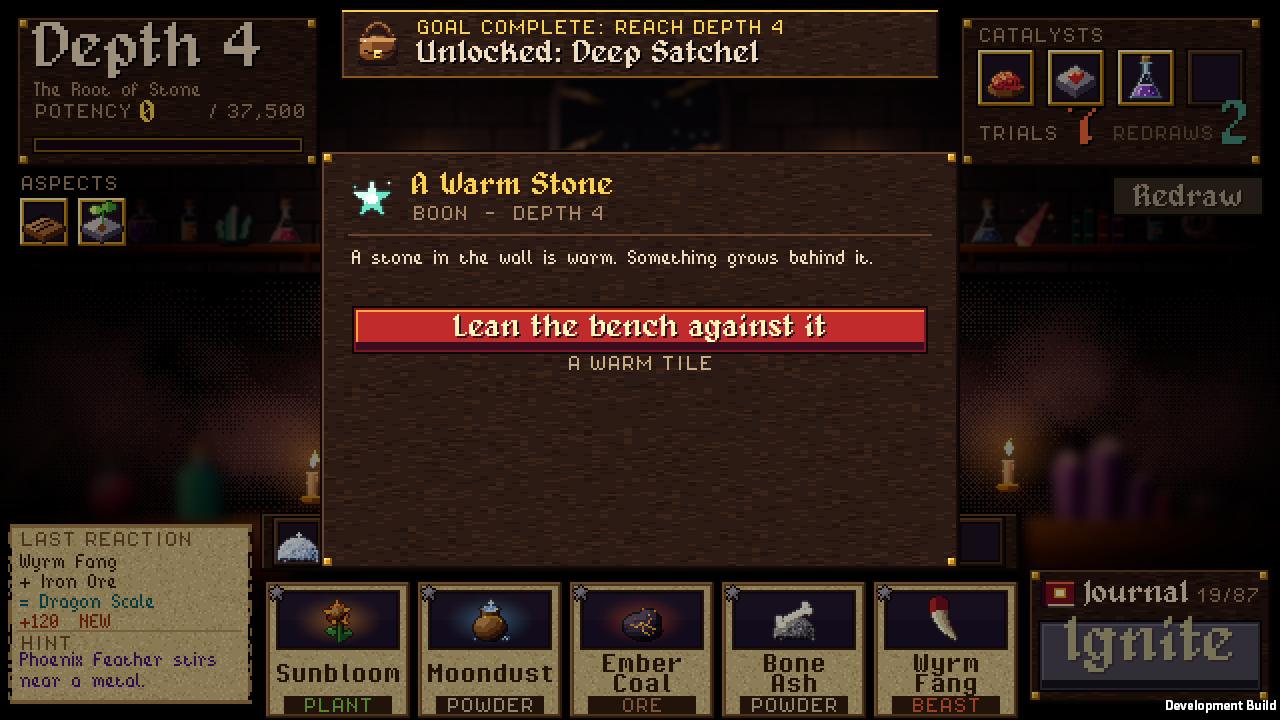 Depth 4
The Root of Stone
POTENCY 0 / 37,500
ASPECTS
GOAL COMPLETE: REACH DEPTH 4
Unlocked: Deep Satchel
CATALYSTS
TRIALS 7 REDRAWS 2
Redraw
A Warm Stone
BOON - DEPTH 4
A stone in the wall is warm. Something grows behind it.
Lean the bench against it
A WARM TILE
LAST REACTION
Wyrm Fang
+ Iron Ore
= Dragon Scale
+120 NEW
HINT
Phoenix Feather stirs
near a metal.
Sunbloom
PLANT
Moondust
POWDER
Ember
Coal
ORE
Bone
Ash
POWDER
Wyrm
Fang
BEAST
Journal 19/87
Ignite
Development Build